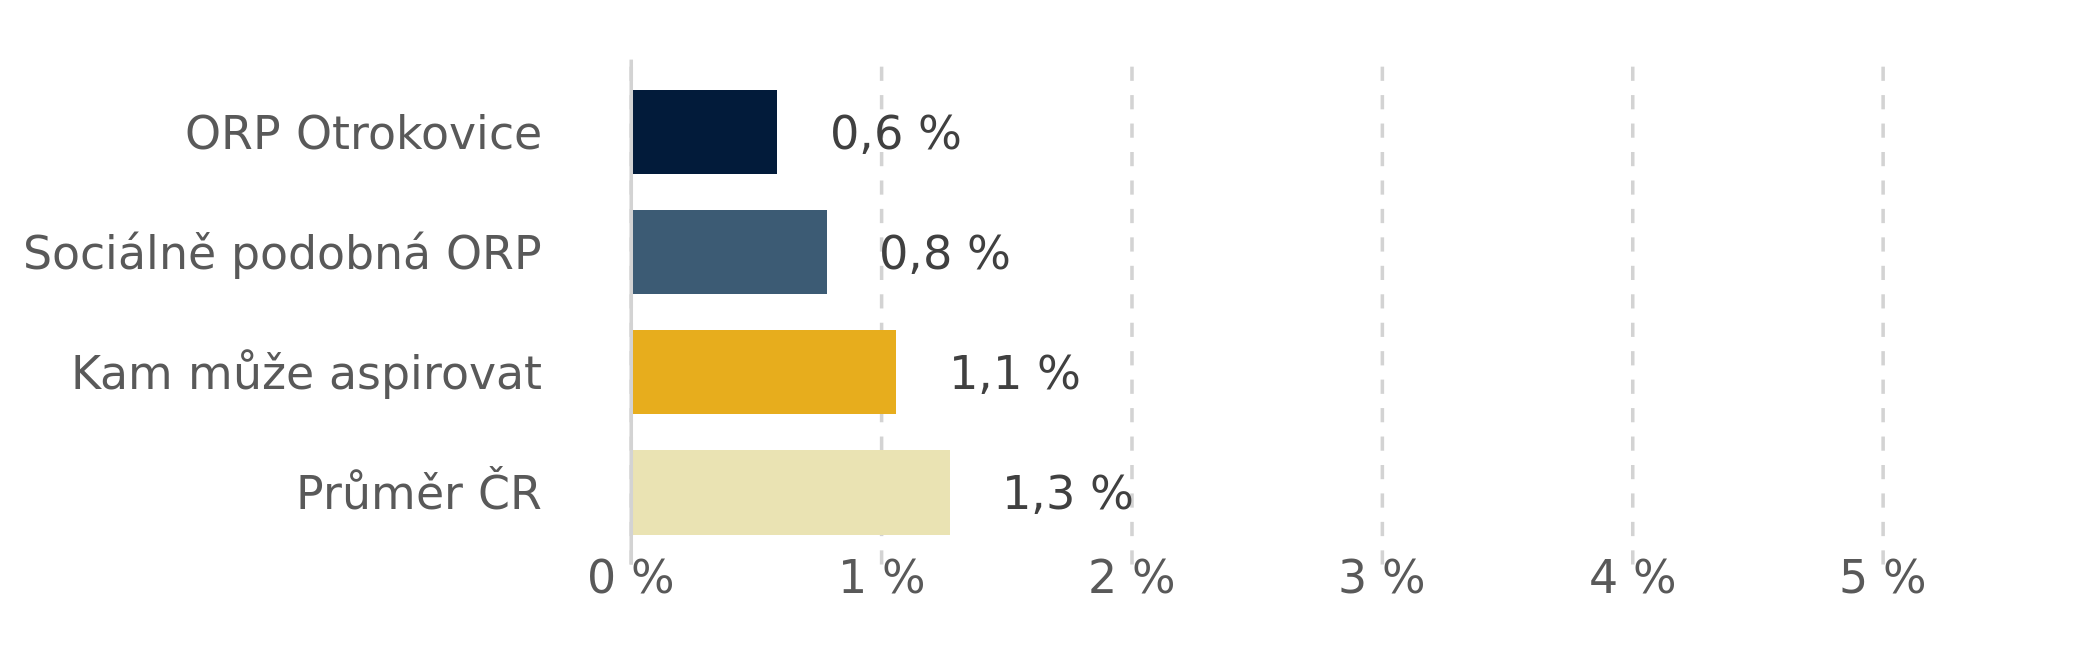 ORP Otrokovice 0,6 %
Sociálně podobná ORP 0,8 %
Kam může aspirovat 1,1 %
Průměr ČR 1,3 %
0 % 1 % 2 % 3 % 4 % 5 %